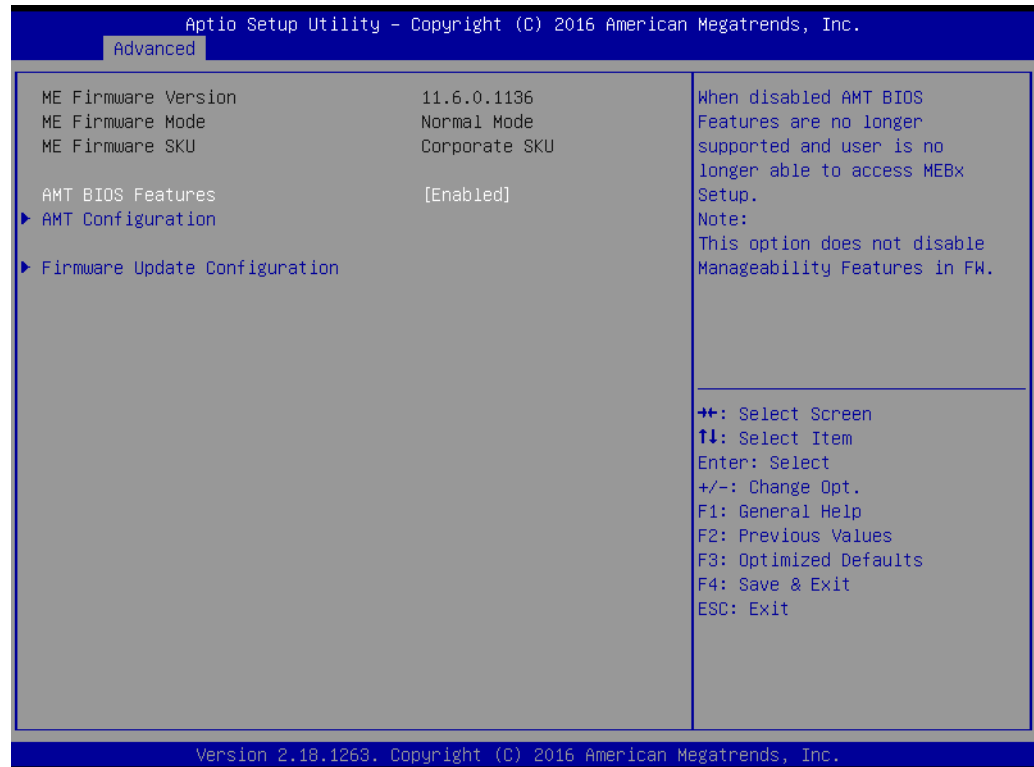 Aptio Setup Utility – Copyright (C) 2016 American Megatrends, Inc.
Advanced
ME Firmware Version 11.6.0.1136
ME Firmware Mode Normal Mode
ME Firmware SKU Corporate SKU
AMT BIOS Features [Enabled]
▶ AMT Configuration
▶ Firmware Update Configuration
When disabled AMT BIOS
Features are no longer
supported and user is no
longer able to access MEBx
Setup.
Note:
This option does not disable
Manageability Features in FW.
→←: Select Screen
↑↓: Select Item
Enter: Select
+/-: Change Opt.
F1: General Help
F2: Previous Values
F3: Optimized Defaults
F4: Save & Exit
ESC: Exit
Version 2.18.1263. Copyright (C) 2016 American Megatrends, Inc.